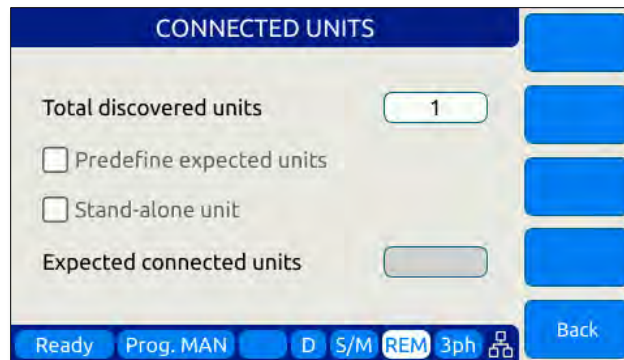 CONNECTED UNITS
Total discovered units 1
Predefine expected units
Stand-alone unit
Expected connected units
Ready Prog. MAN D S/M REM 3ph Back